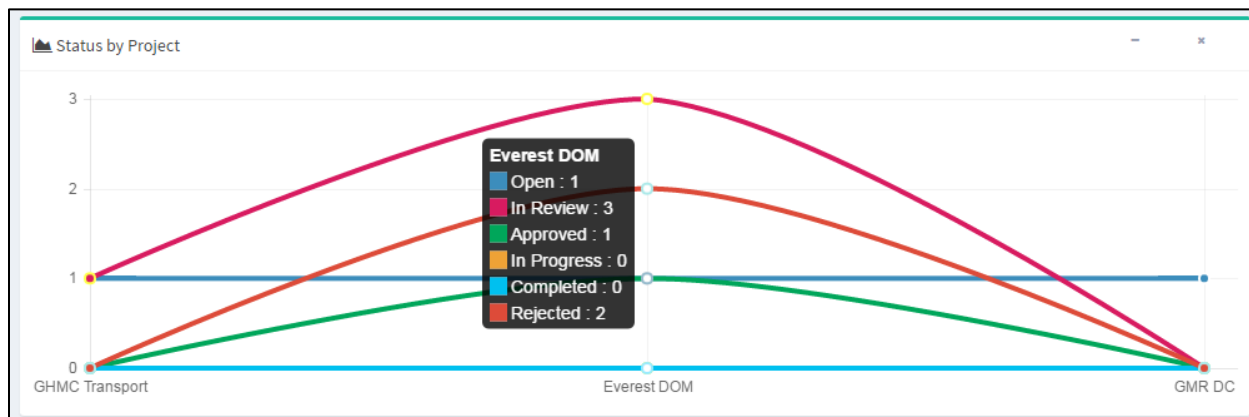 Status by Project
3
2
1
0
Everest DOM
Open : 1
In Review : 3
Approved : 1
In Progress : 0
Completed : 0
Rejected : 2
GHMC Transport
Everest DOM
GMR DC